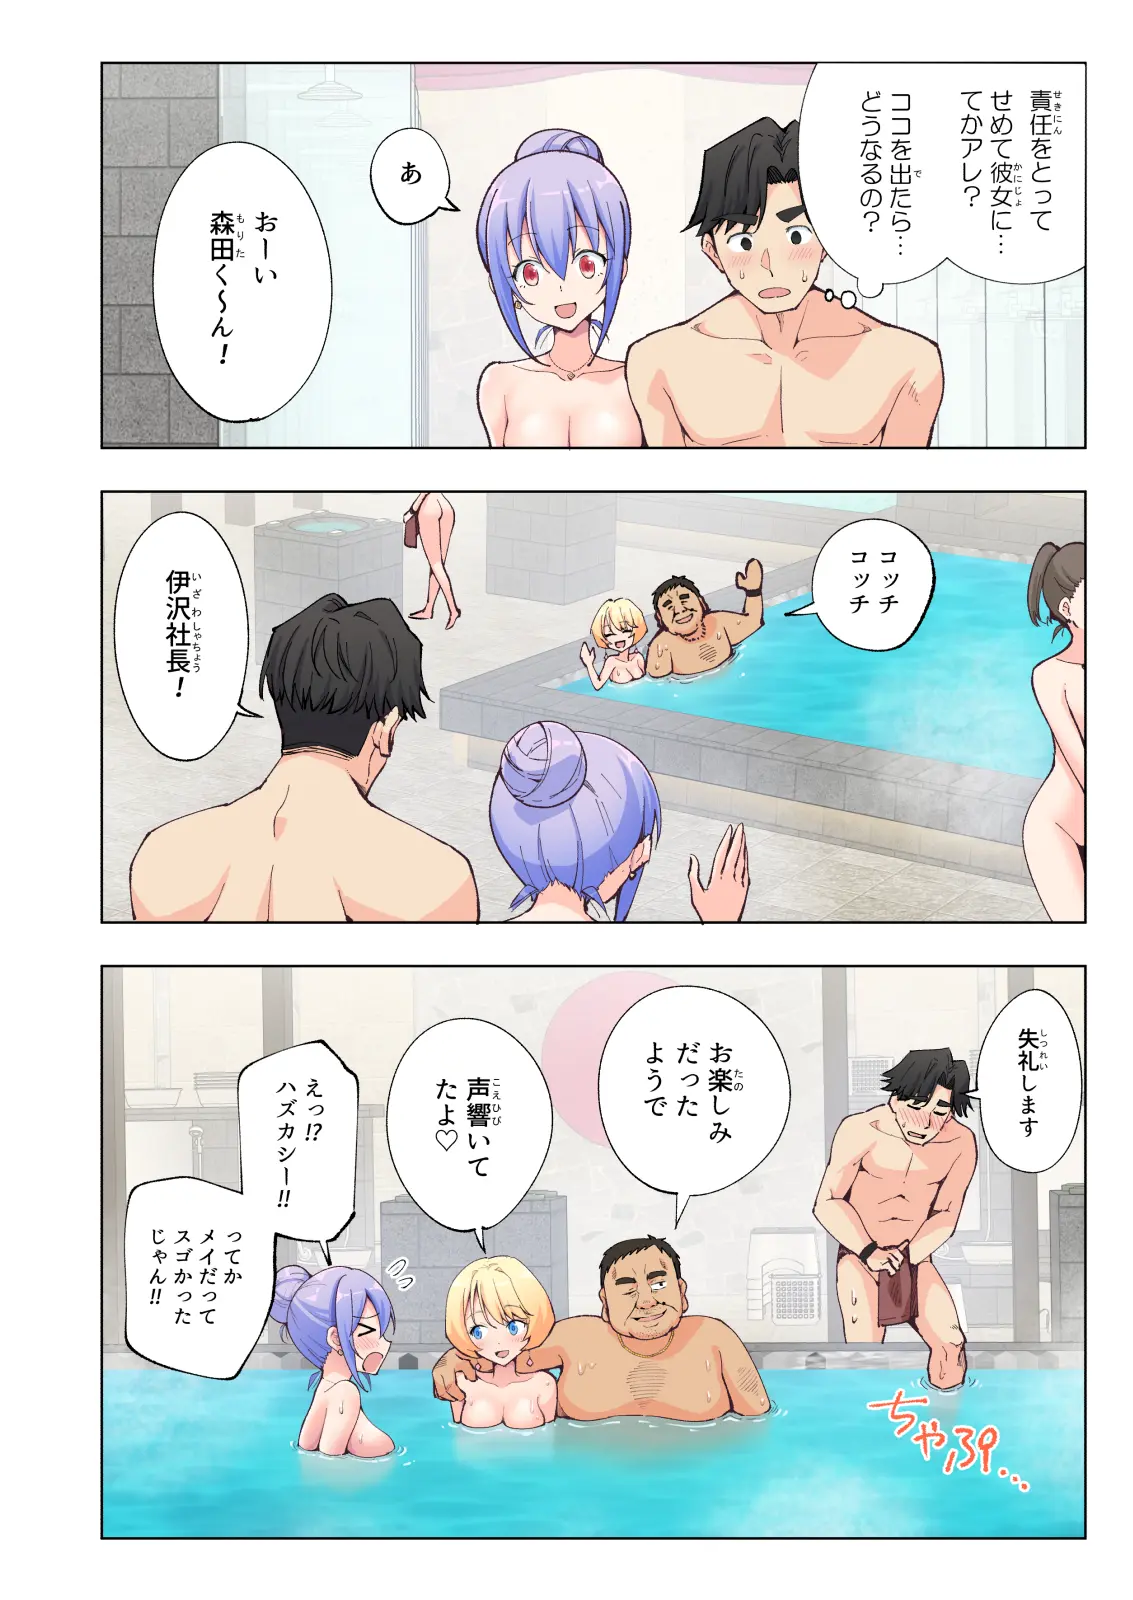 責任をとって
せめて彼女に…
てかアレ？
ココを出たら…
どうなるの？
あ
おーい
森田く〜ん！
コッチ
コッチ
伊沢社長！
失礼します
お楽しみ
だった
ようで
声響いて
たよ♡
えっ!?
ハズカシー!!
ってか
メイだって
スゴかった
じゃん!!
ちゃぷ…